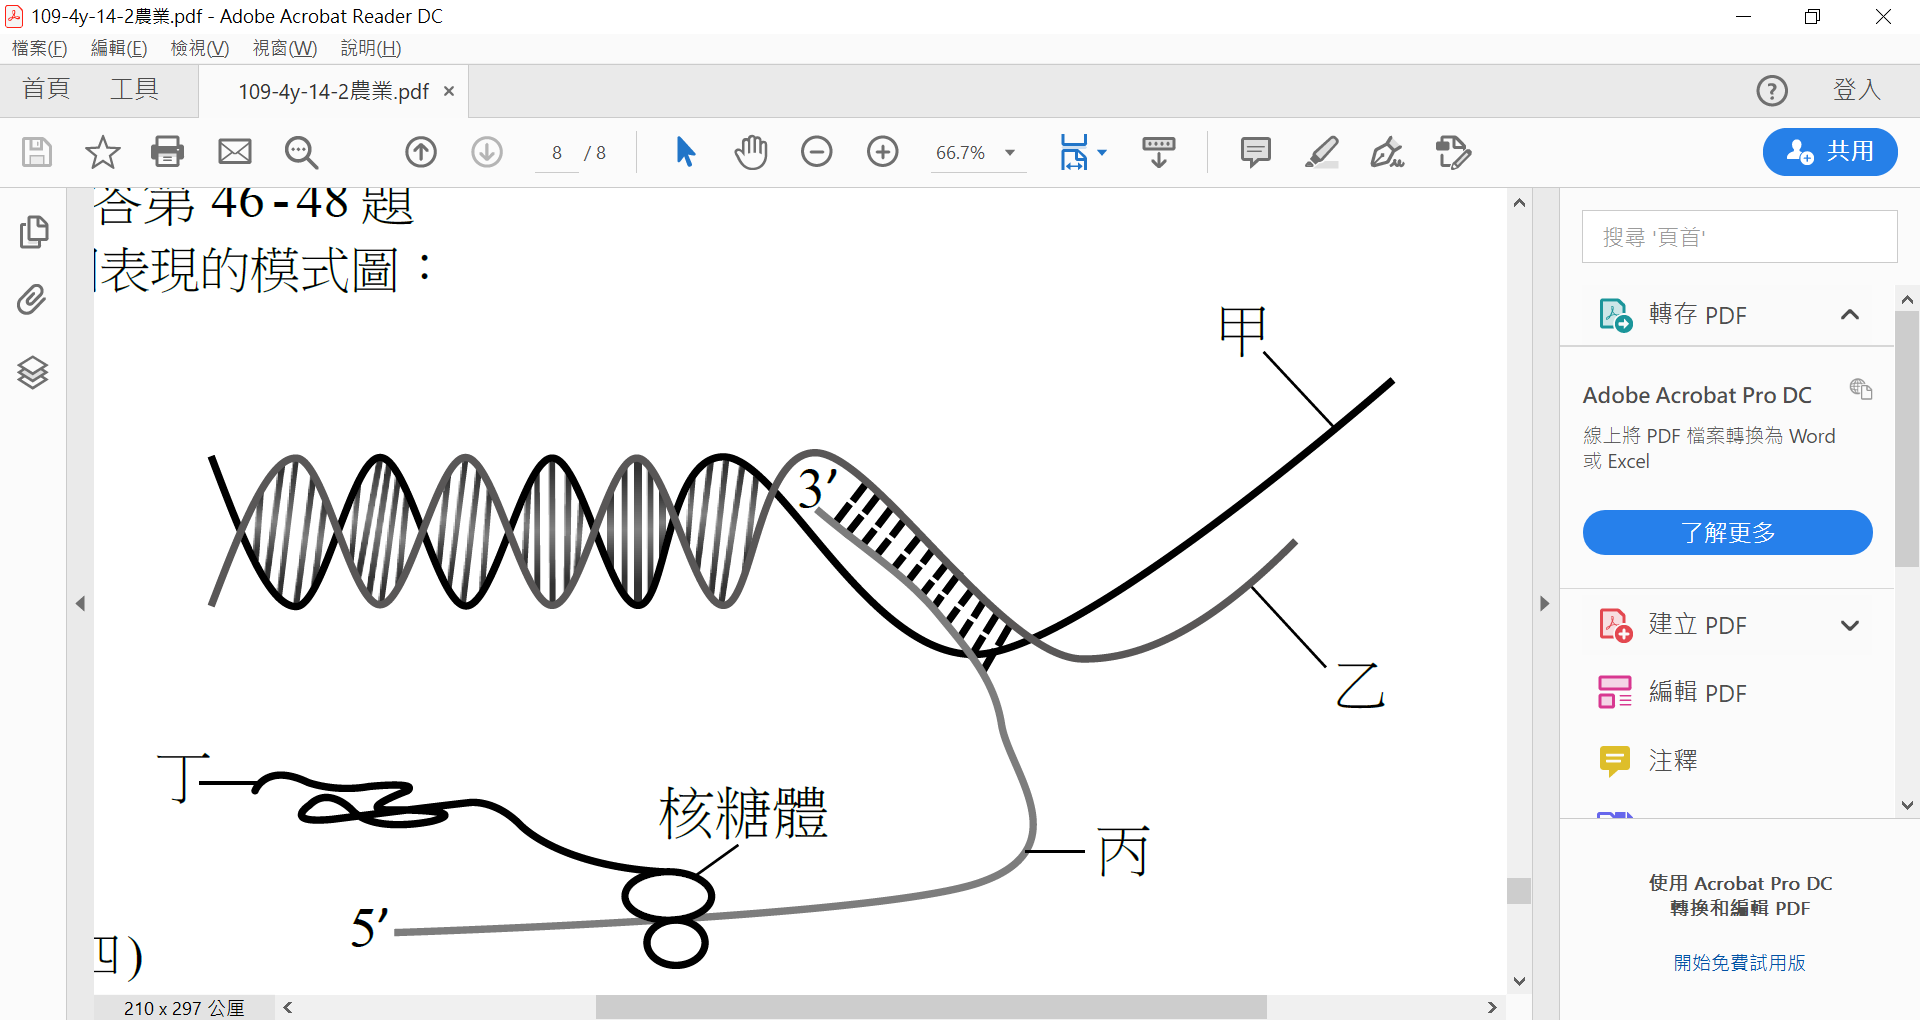 109-4y-14-2農業.pdf - Adobe Acrobat Reader DC
檔案(F) 編輯(E) 檢視(V) 視窗(W) 說明(H)
首頁 工具 109-4y-14-2農業.pdf × ? 登入
8 / 8 66.7% 共用
答第 46-48 題
表現的模式圖：
甲
3′
乙
丁
核糖體
丙
5′
四)
210 x 297 公厘
搜尋 '頁首'
轉存 PDF
Adobe Acrobat Pro DC
線上將 PDF 檔案轉換為 Word
或 Excel
了解更多
建立 PDF
編輯 PDF
注釋
使用 Acrobat Pro DC
轉換和編輯 PDF
開始免費試用版